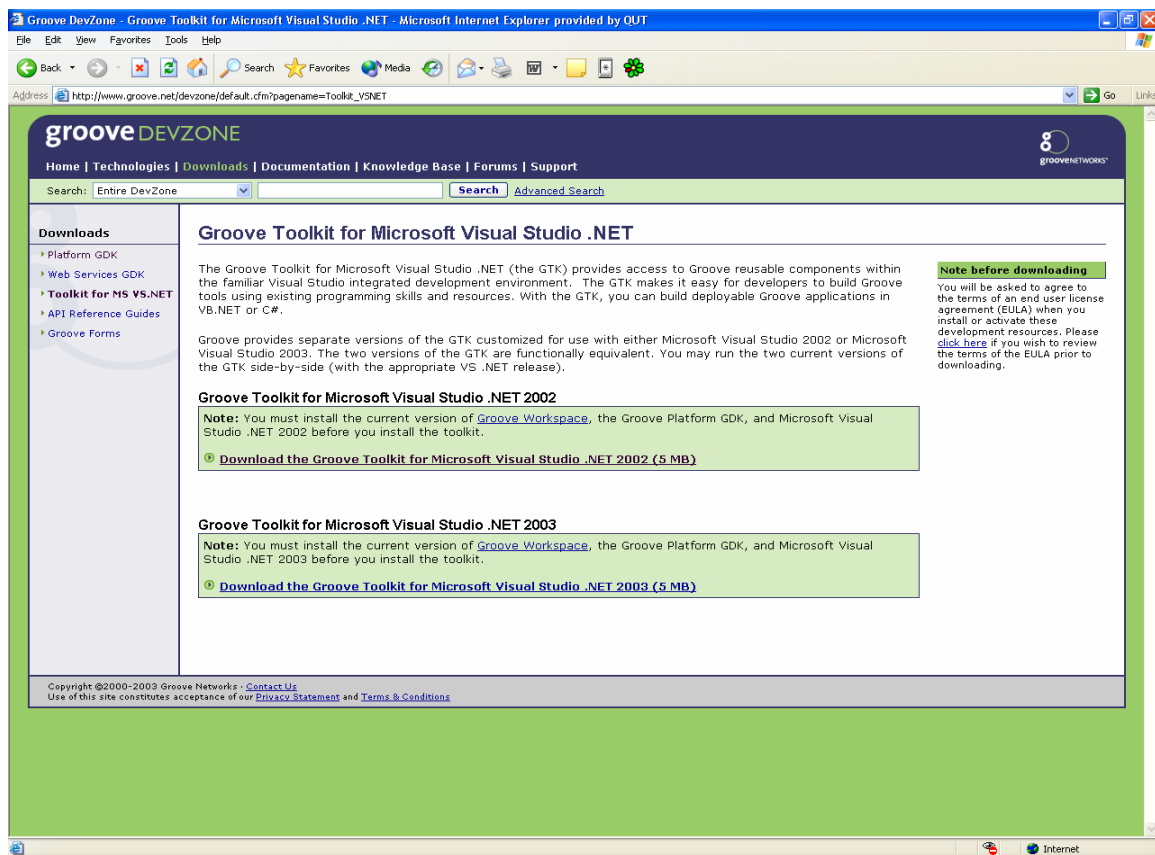 Groove DevZone - Groove Toolkit for Microsoft Visual Studio .NET - Microsoft Internet Explorer provided by QUT
File Edit View Favorites Tools Help
Back Search Favorites Media
Address http://www.groove.net/devzone/default.cfm?pagename=Toolkit_VSNET Go Links
groove DEVZONE
Home | Technologies | Downloads | Documentation | Knowledge Base | Forums | Support
grooveNETWORKS
Search: Entire DevZone Search Advanced Search
Downloads
Platform GDK
Web Services GDK
Toolkit for MS VS.NET
API Reference Guides
Groove Forms
Groove Toolkit for Microsoft Visual Studio .NET
The Groove Toolkit for Microsoft Visual Studio .NET (the GTK) provides access to Groove reusable components within
the familiar Visual Studio integrated development environment. The GTK makes it easy for developers to build Groove
tools using existing programming skills and resources. With the GTK, you can build deployable Groove applications in
VB.NET or C#.
Groove provides separate versions of the GTK customized for use with either Microsoft Visual Studio 2002 or Microsoft
Visual Studio 2003. The two versions of the GTK are functionally equivalent. You may run the two current versions of
the GTK side-by-side (with the appropriate VS .NET release).
Groove Toolkit for Microsoft Visual Studio .NET 2002
Note: You must install the current version of Groove Workspace, the Groove Platform GDK, and Microsoft Visual
Studio .NET 2002 before you install the toolkit.
Download the Groove Toolkit for Microsoft Visual Studio .NET 2002 (5 MB)
Groove Toolkit for Microsoft Visual Studio .NET 2003
Note: You must install the current version of Groove Workspace, the Groove Platform GDK, and Microsoft Visual
Studio .NET 2003 before you install the toolkit.
Download the Groove Toolkit for Microsoft Visual Studio .NET 2003 (5 MB)
Note before downloading
You will be asked to agree to
the terms of an end user license
agreement (EULA) when you
install or activate these
development resources. Please
click here if you wish to review
the terms of the EULA prior to
downloading.
Copyright ©2000-2003 Groove Networks · Contact Us
Use of this site constitutes acceptance of our Privacy Statement and Terms & Conditions
Internet